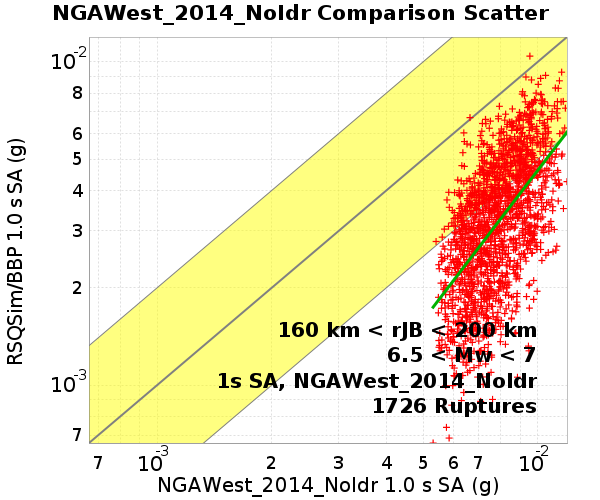 NGAWest_2014_NoIdr Comparison Scatter
RSQSim/BBP 1.0 s SA (g)
10⁻²
8
6
5
4
3
2
10⁻³
7
160 km < rJB < 200 km
6.5 < Mw < 7
1s SA, NGAWest_2014_NoIdr
1726 Ruptures
7 10⁻³ 2 3 4 5 6 7 10⁻²
NGAWest_2014_NoIdr 1.0 s SA (g)